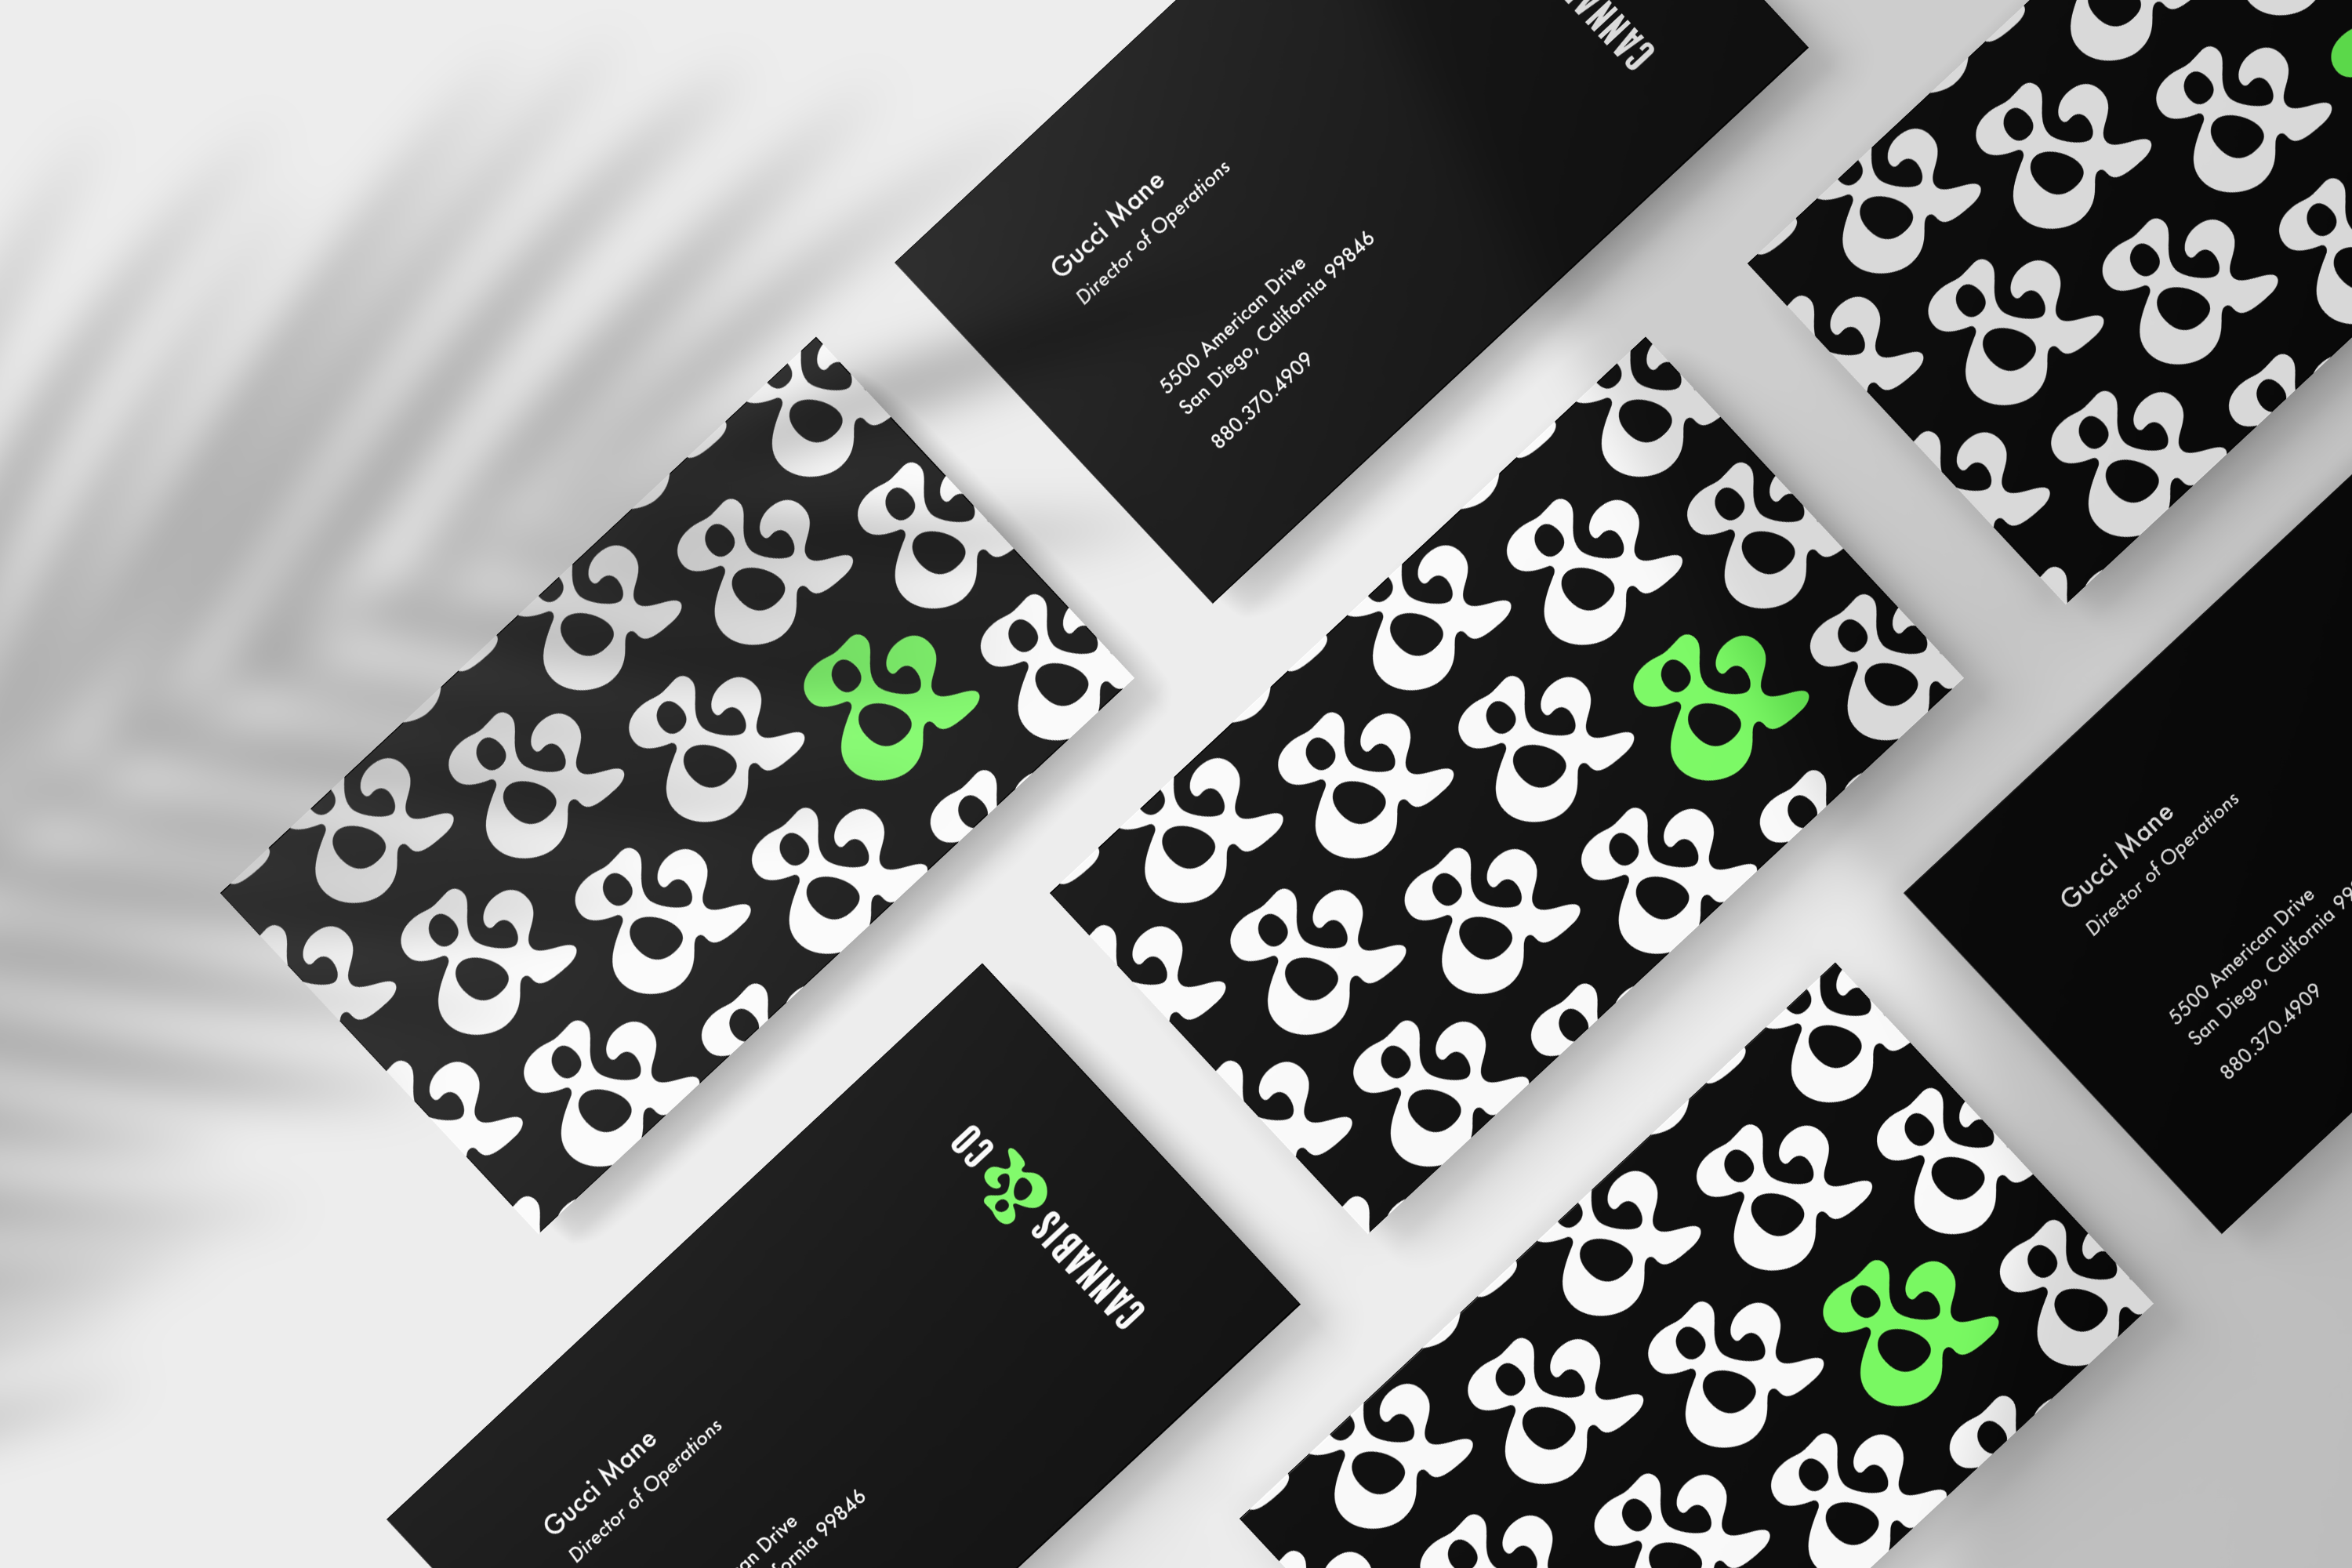 CANNA
Gucci Mane
Director of Operations
5500 American Drive
San Diego, California 99846
880.370.4909
Gucci Mane
Director of Operations
5500 American Drive
San Diego, California 99
880.370.4909
CANNABIS & CO
Gucci Mane
Director of Operations
an Drive
ornia 99846